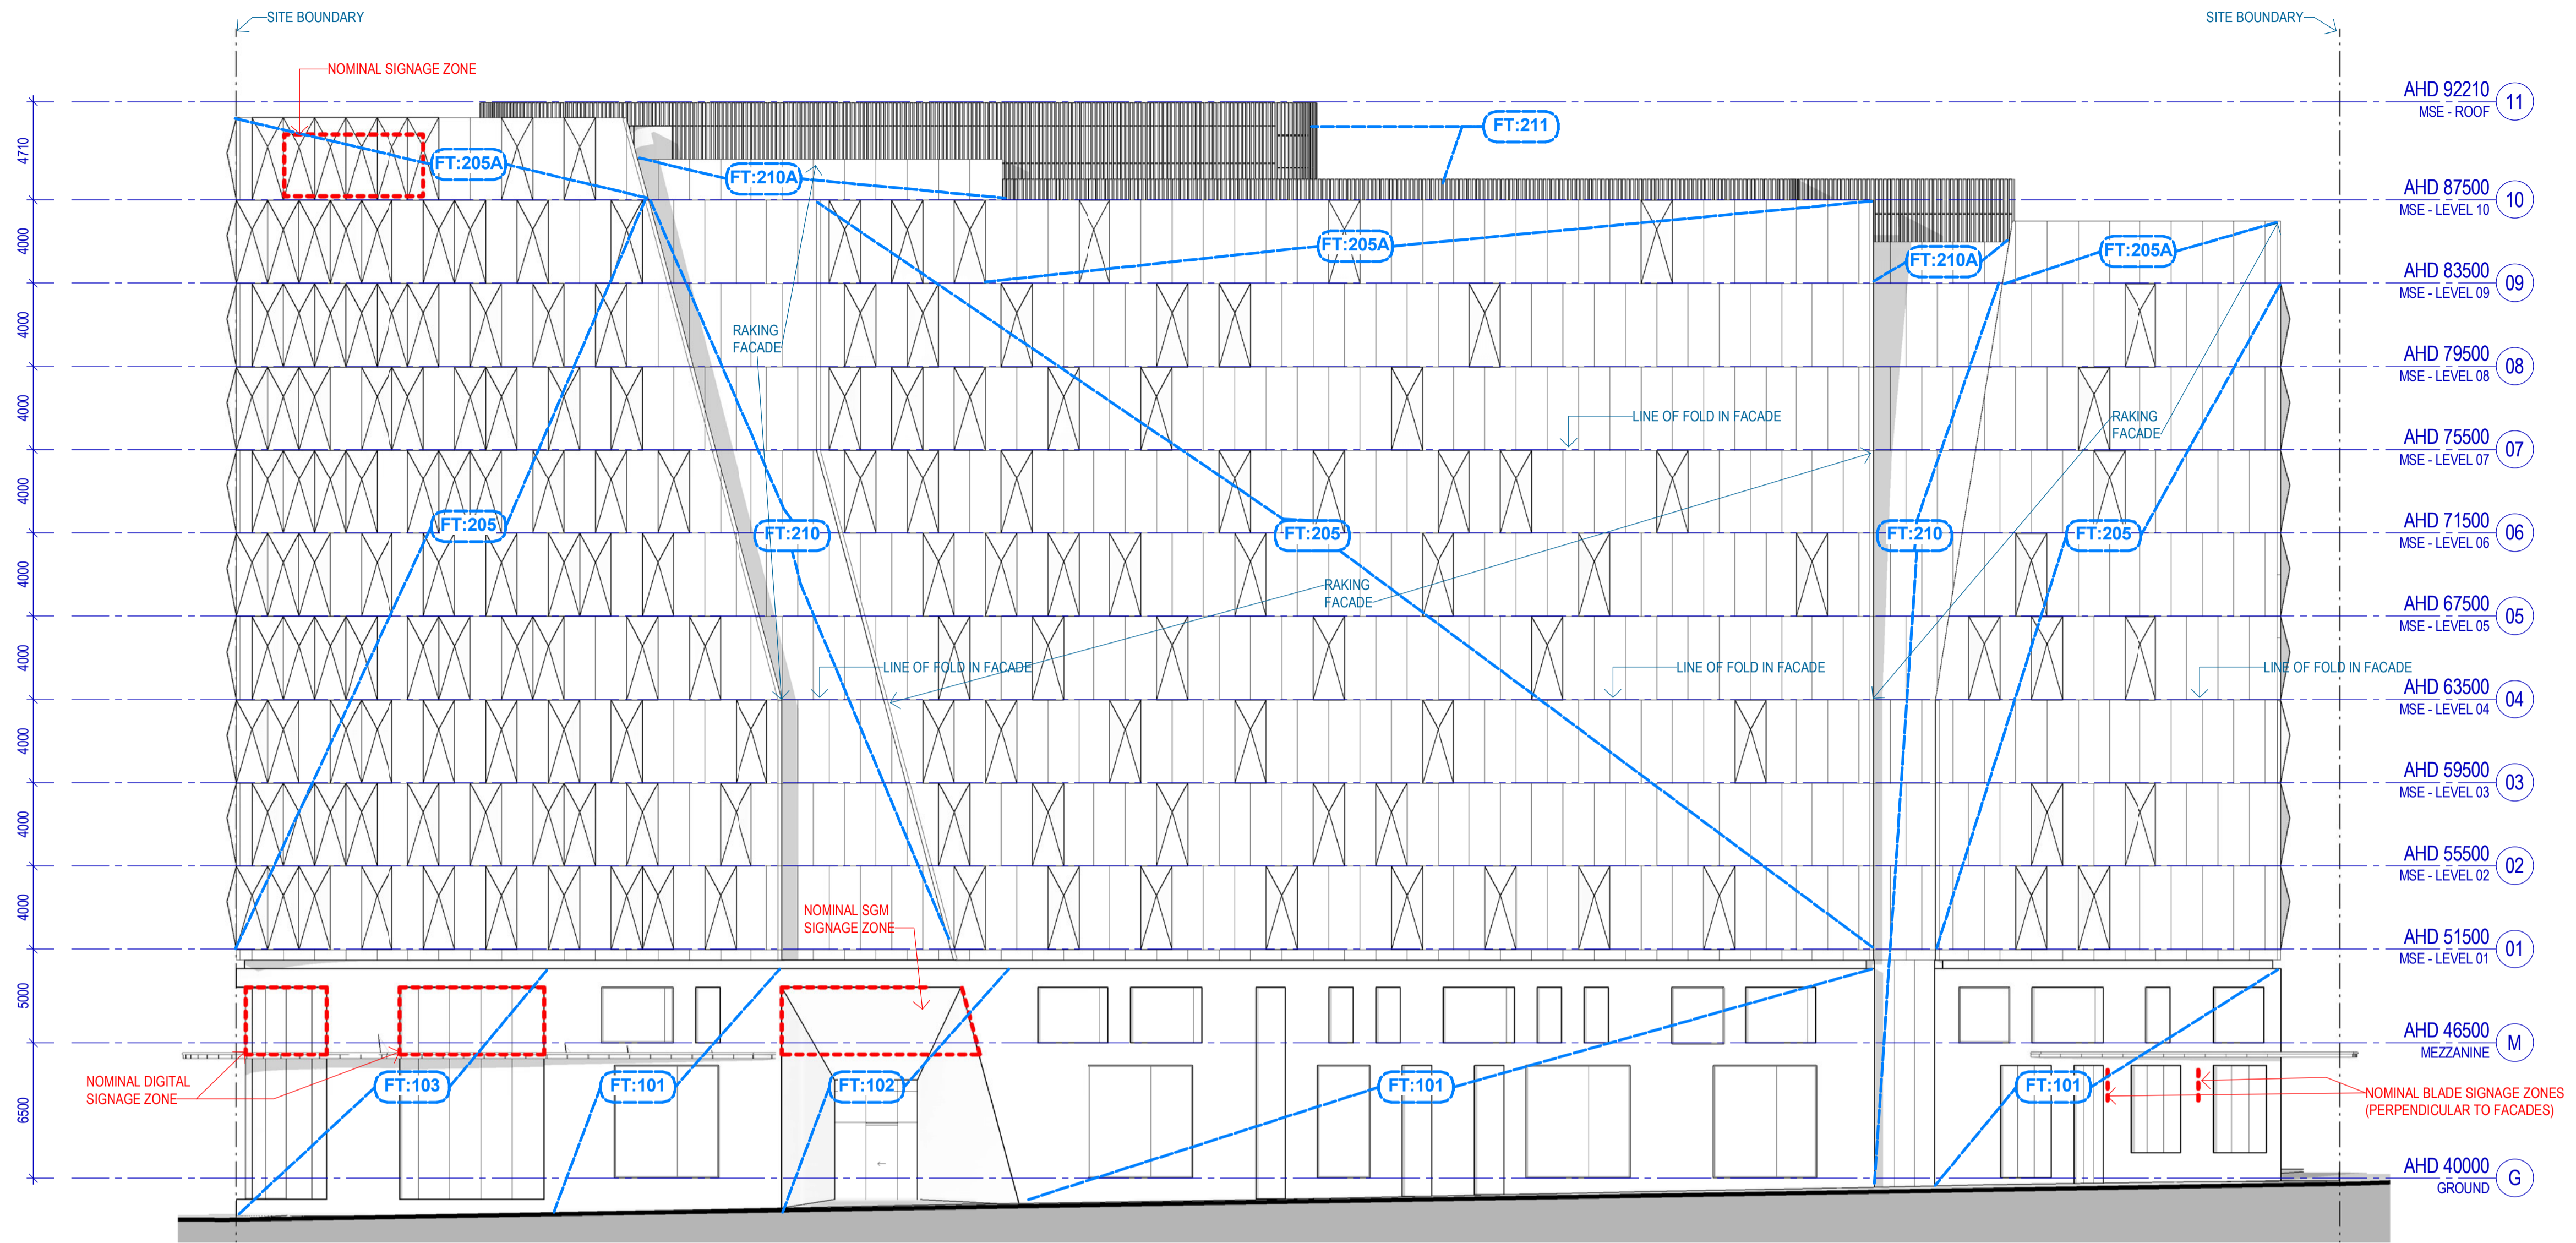 SITE BOUNDARY
SITE BOUNDARY
NOMINAL SIGNAGE ZONE
AHD 92210
MSE - ROOF
11
FT:211
4710
FT:205A
FT:210A
AHD 87500
MSE - LEVEL 10
10
4000
FT:205A
FT:210A
FT:205A
AHD 83500
MSE - LEVEL 09
09
4000
RAKING
FACADE
AHD 79500
MSE - LEVEL 08
08
4000
LINE OF FOLD IN FACADE
RAKING
FACADE
AHD 75500
MSE - LEVEL 07
07
4000
FT:205
FT:210
FT:205
FT:210
FT:205
AHD 71500
MSE - LEVEL 06
06
4000
RAKING
FACADE
AHD 67500
MSE - LEVEL 05
05
4000
LINE OF FOLD IN FACADE
LINE OF FOLD IN FACADE
LINE OF FOLD IN FACADE
AHD 63500
MSE - LEVEL 04
04
4000
AHD 59500
MSE - LEVEL 03
03
4000
AHD 55500
MSE - LEVEL 02
02
4000
NOMINAL SGM
SIGNAGE ZONE
AHD 51500
MSE - LEVEL 01
01
5000
AHD 46500
MEZZANINE
M
NOMINAL DIGITAL
SIGNAGE ZONE
FT:103
FT:101
FT:102
FT:101
FT:101
NOMINAL BLADE SIGNAGE ZONES
(PERPENDICULAR TO FACADES)
6500
AHD 40000
GROUND
G